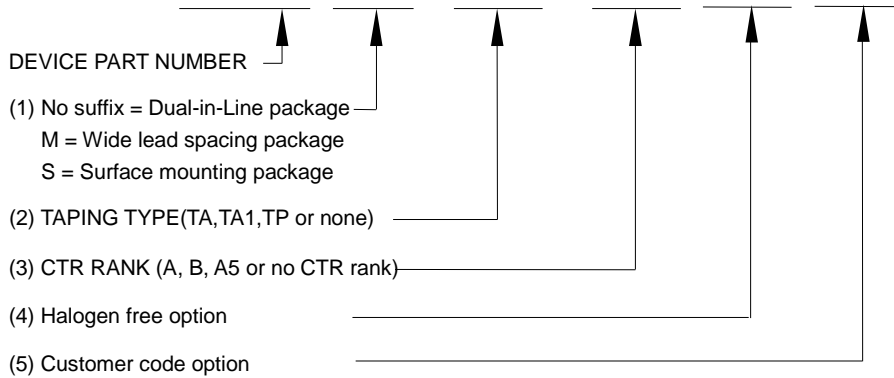 DEVICE PART NUMBER
(1) No suffix = Dual-in-Line package
M = Wide lead spacing package
S = Surface mounting package
(2) TAPING TYPE(TA,TA1,TP or none)
(3) CTR RANK (A, B, A5 or no CTR rank)
(4) Halogen free option
(5) Customer code option